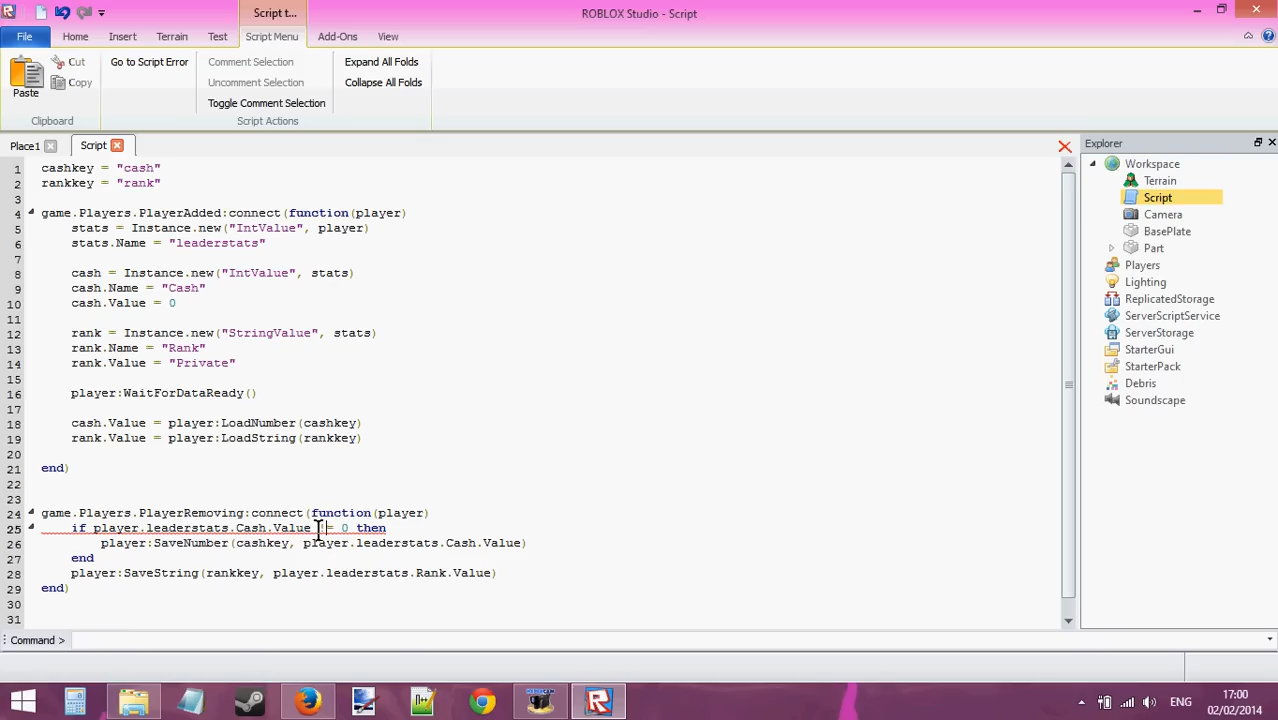 Script t...
ROBLOX Studio - Script
File
Home
Insert
Terrain
Test
Script Menu
Add-Ons
View
Paste
Cut
Copy
Clipboard
Go to Script Error
Comment Selection
Uncomment Selection
Toggle Comment Selection
Script Actions
Expand All Folds
Collapse All Folds
Place1
Script
1 cashkey = "cash"
2 rankkey = "rank"
3
4 game.Players.PlayerAdded:connect(function(player)
5 stats = Instance.new("IntValue", player)
6 stats.Name = "leaderstats"
7
8 cash = Instance.new("IntValue", stats)
9 cash.Name = "Cash"
10 cash.Value = 0
11
12 rank = Instance.new("StringValue", stats)
13 rank.Name = "Rank"
14 rank.Value = "Private"
15
16 player:WaitForDataReady()
17
18 cash.Value = player:LoadNumber(cashkey)
19 rank.Value = player:LoadString(rankkey)
20
21 end)
22
23
24 game.Players.PlayerRemoving:connect(function(player)
25 if player.leaderstats.Cash.Value = 0 then
26 player:SaveNumber(cashkey, player.leaderstats.Cash.Value)
27 end
28 player:SaveString(rankkey, player.leaderstats.Rank.Value)
29 end)
30
31
Command >
Explorer
Workspace
Terrain
Script
Camera
BasePlate
Part
Players
Lighting
ReplicatedStorage
ServerScriptService
ServerStorage
StarterGui
StarterPack
Debris
Soundscape
ENG
17:00
02/02/2014